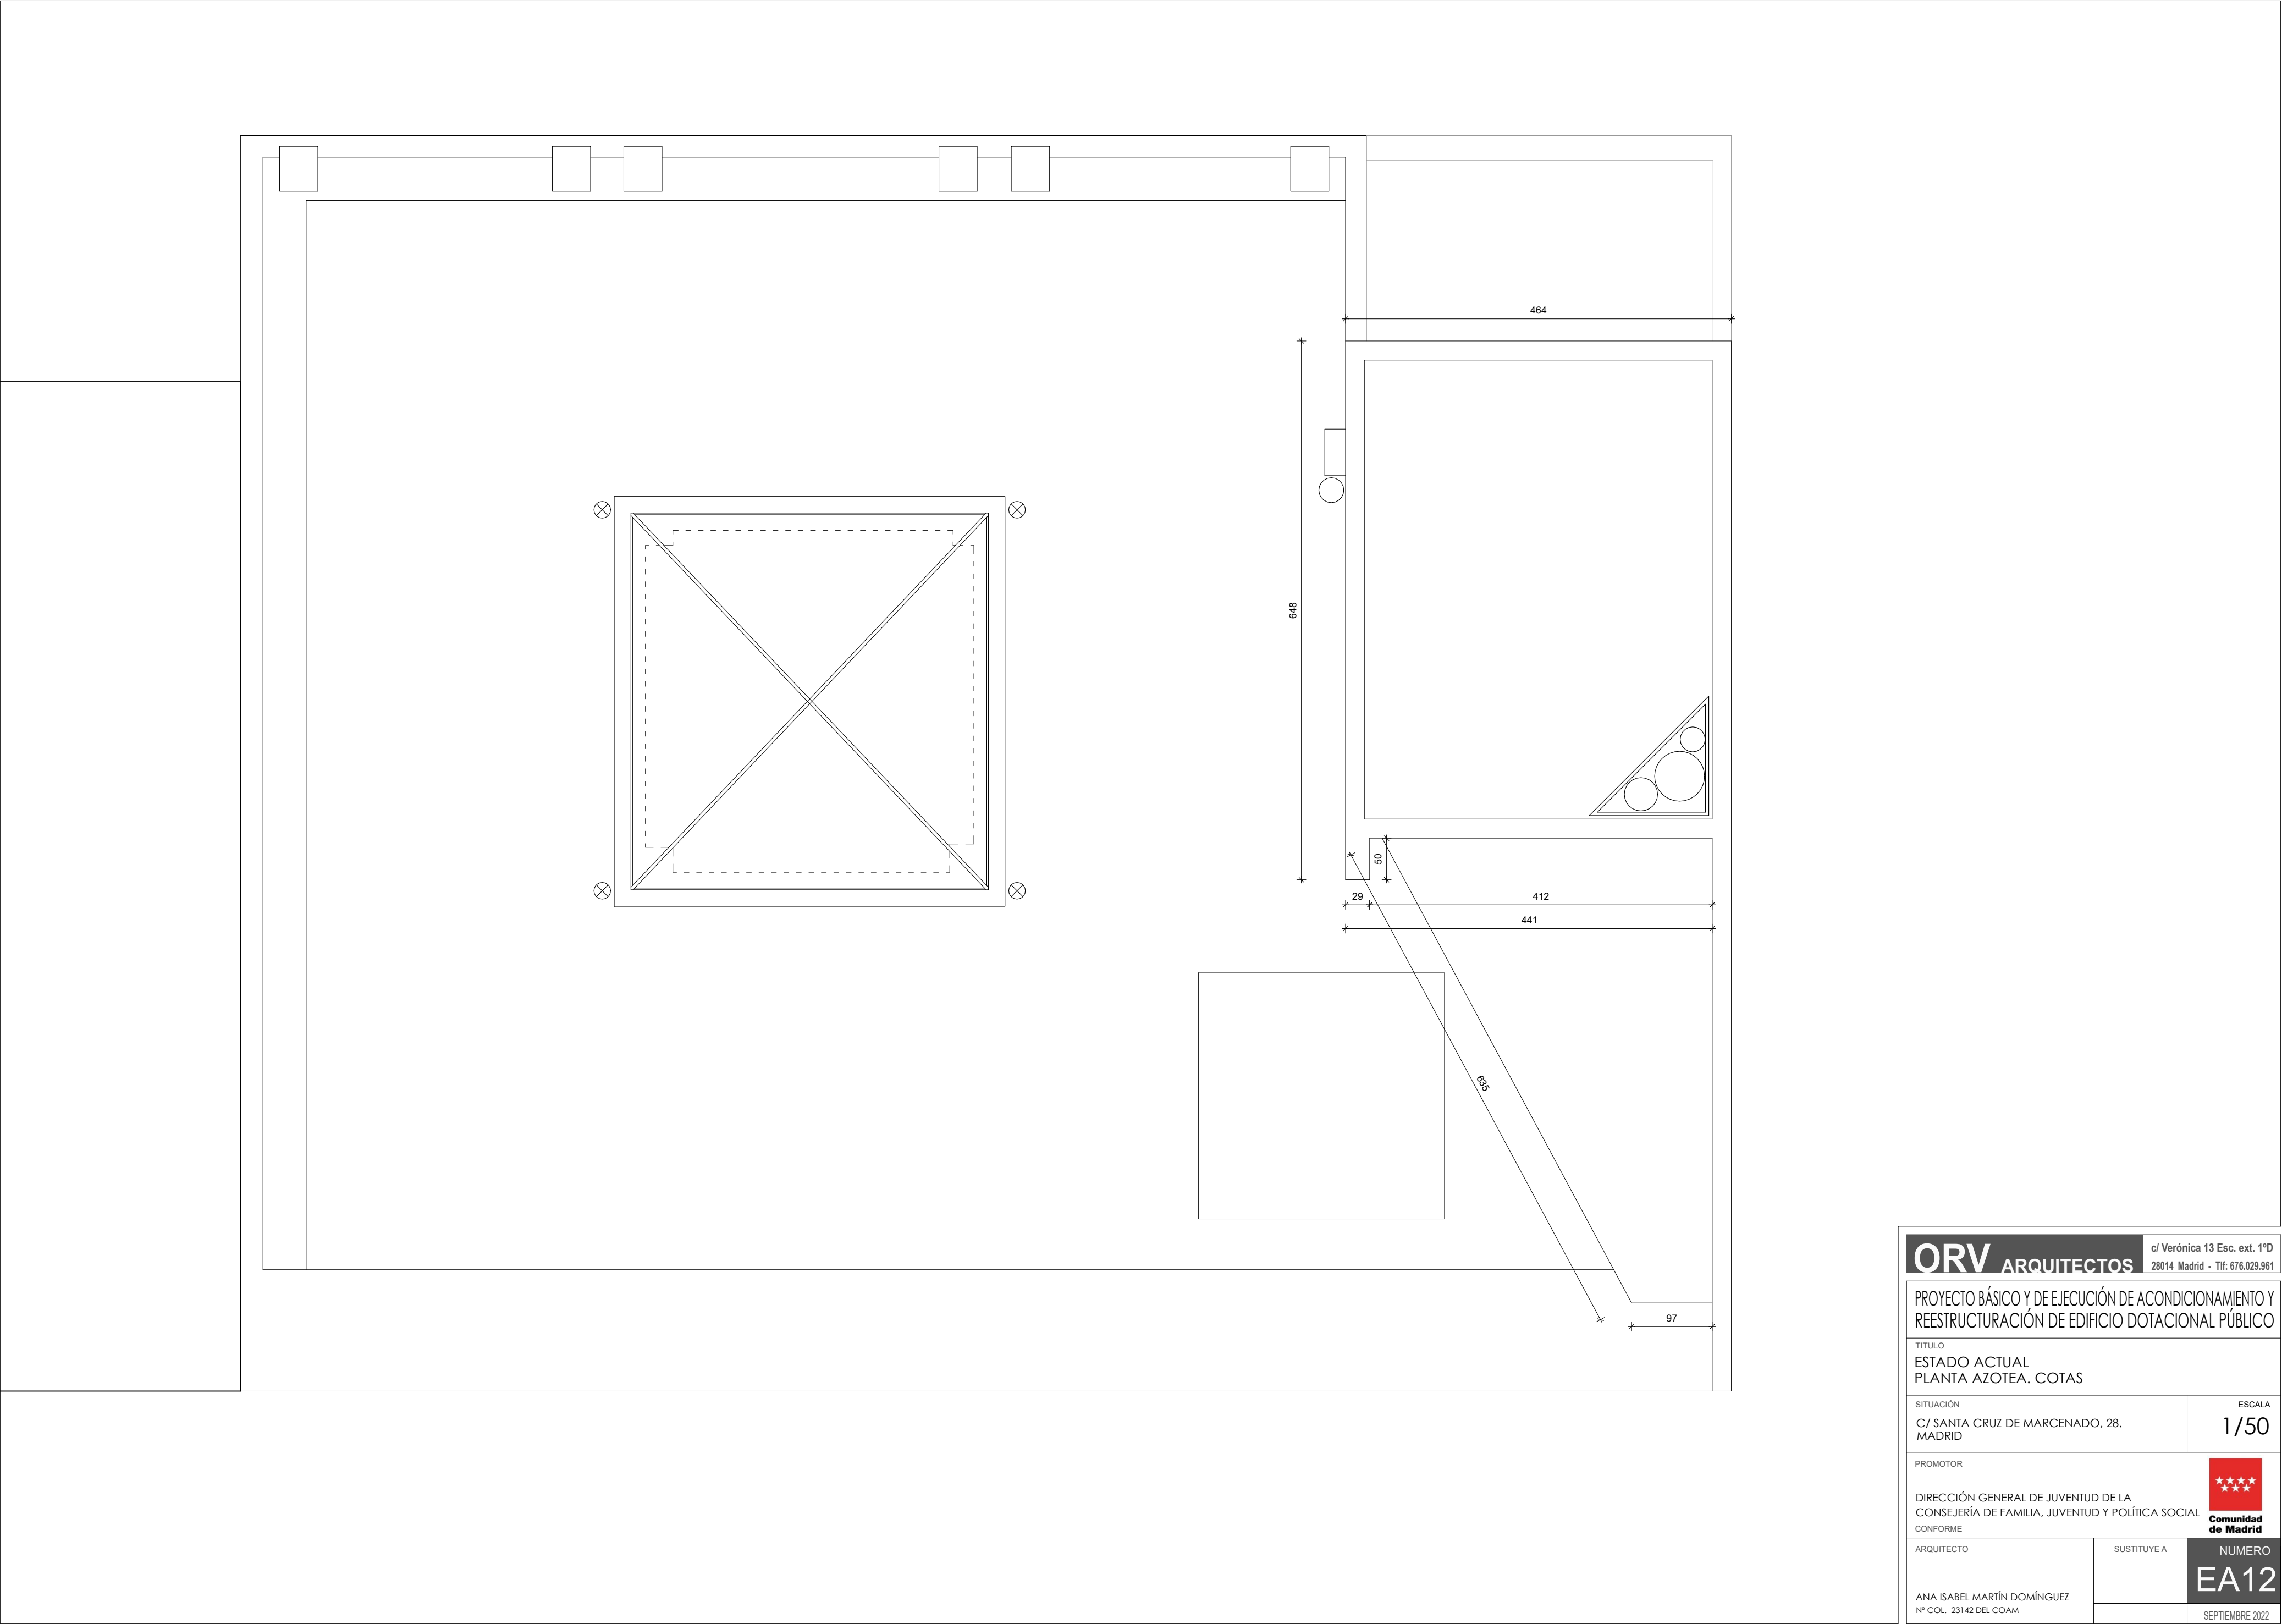 464
648
50
29
412
441
635
97
ORV ARQUITECTOS
c/ Verónica 13 Esc. ext. 1ºD
28014 Madrid - Tlf: 676.029.961
PROYECTO BÁSICO Y DE EJECUCIÓN DE ACONDICIONAMIENTO Y
REESTRUCTURACIÓN DE EDIFICIO DOTACIONAL PÚBLICO
TITULO
ESTADO ACTUAL
PLANTA AZOTEA. COTAS
SITUACIÓN
C/ SANTA CRUZ DE MARCENADO, 28.
MADRID
ESCALA
1/50
PROMOTOR
DIRECCIÓN GENERAL DE JUVENTUD DE LA
CONSEJERÍA DE FAMILIA, JUVENTUD Y POLÍTICA SOCIAL
Comunidad
de Madrid
CONFORME
ARQUITECTO
ANA ISABEL MARTÍN DOMÍNGUEZ
Nº COL. 23142 DEL COAM
SUSTITUYE A
NUMERO
EA12
SEPTIEMBRE 2022